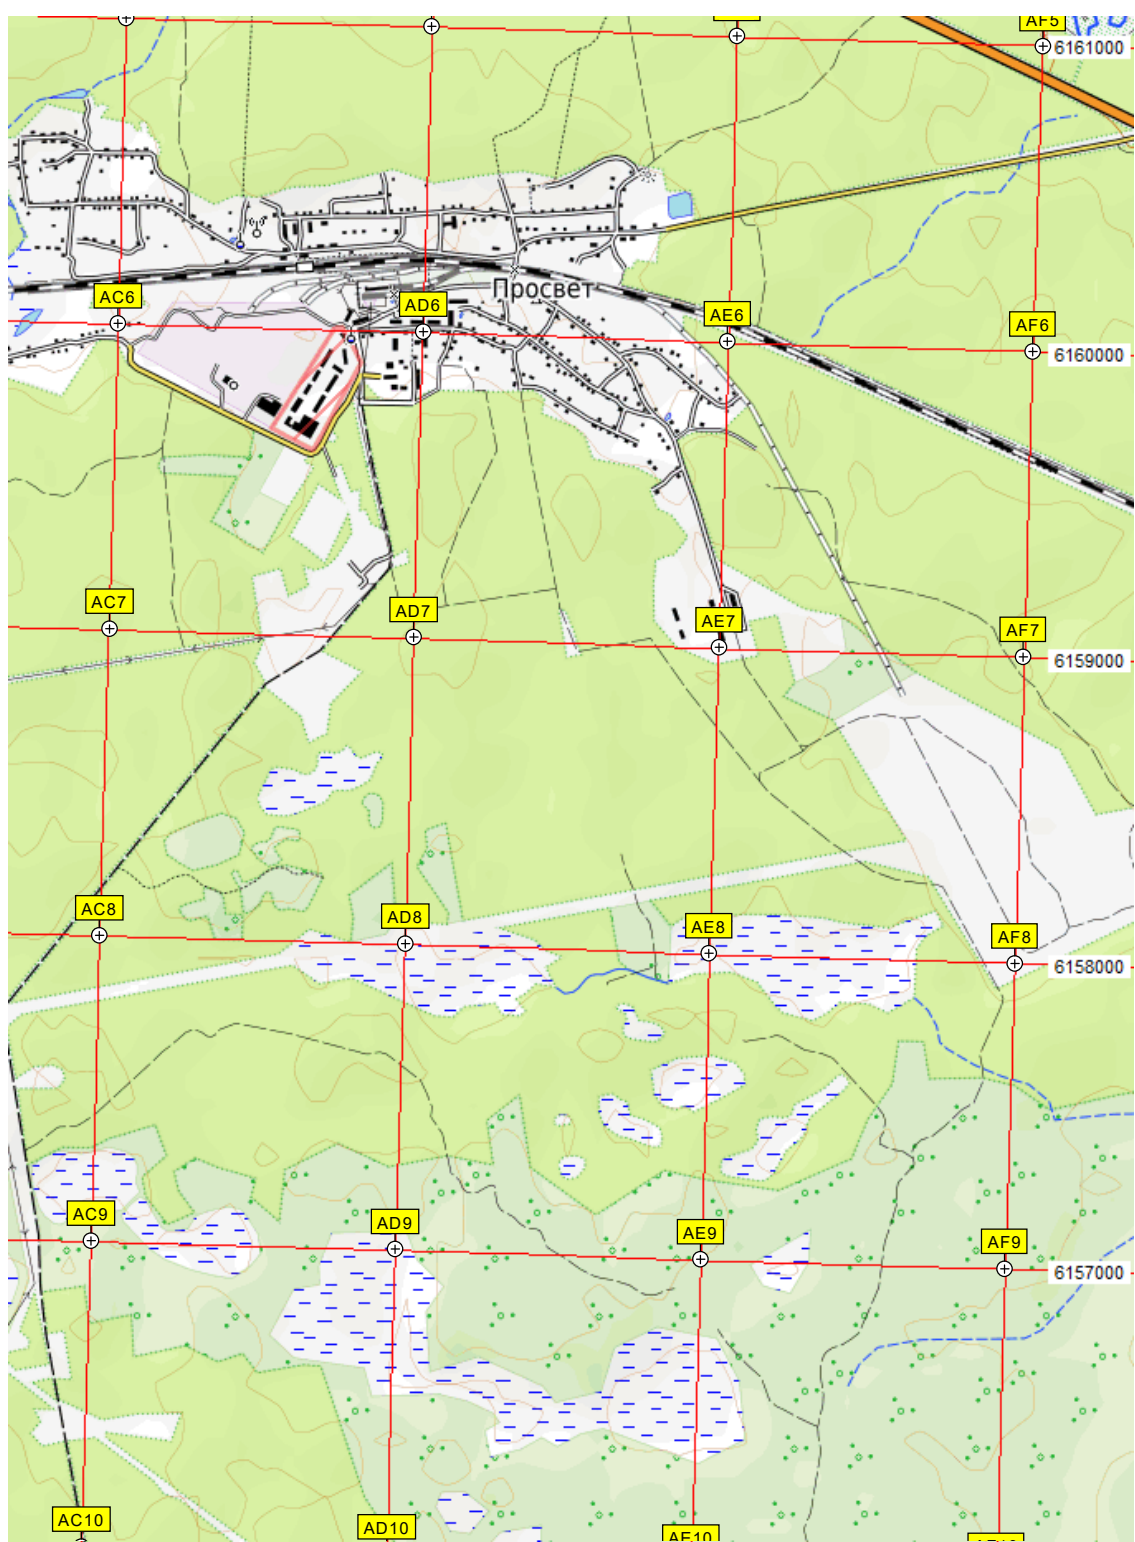 AF5
6161000
Просвет
AC6
AD6
AE6
AF6
6160000
AC7
AD7
AE7
AF7
6159000
AC8
AD8
AE8
AF8
6158000
AC9
AD9
AE9
AF9
6157000
AC10
AD10
AE10